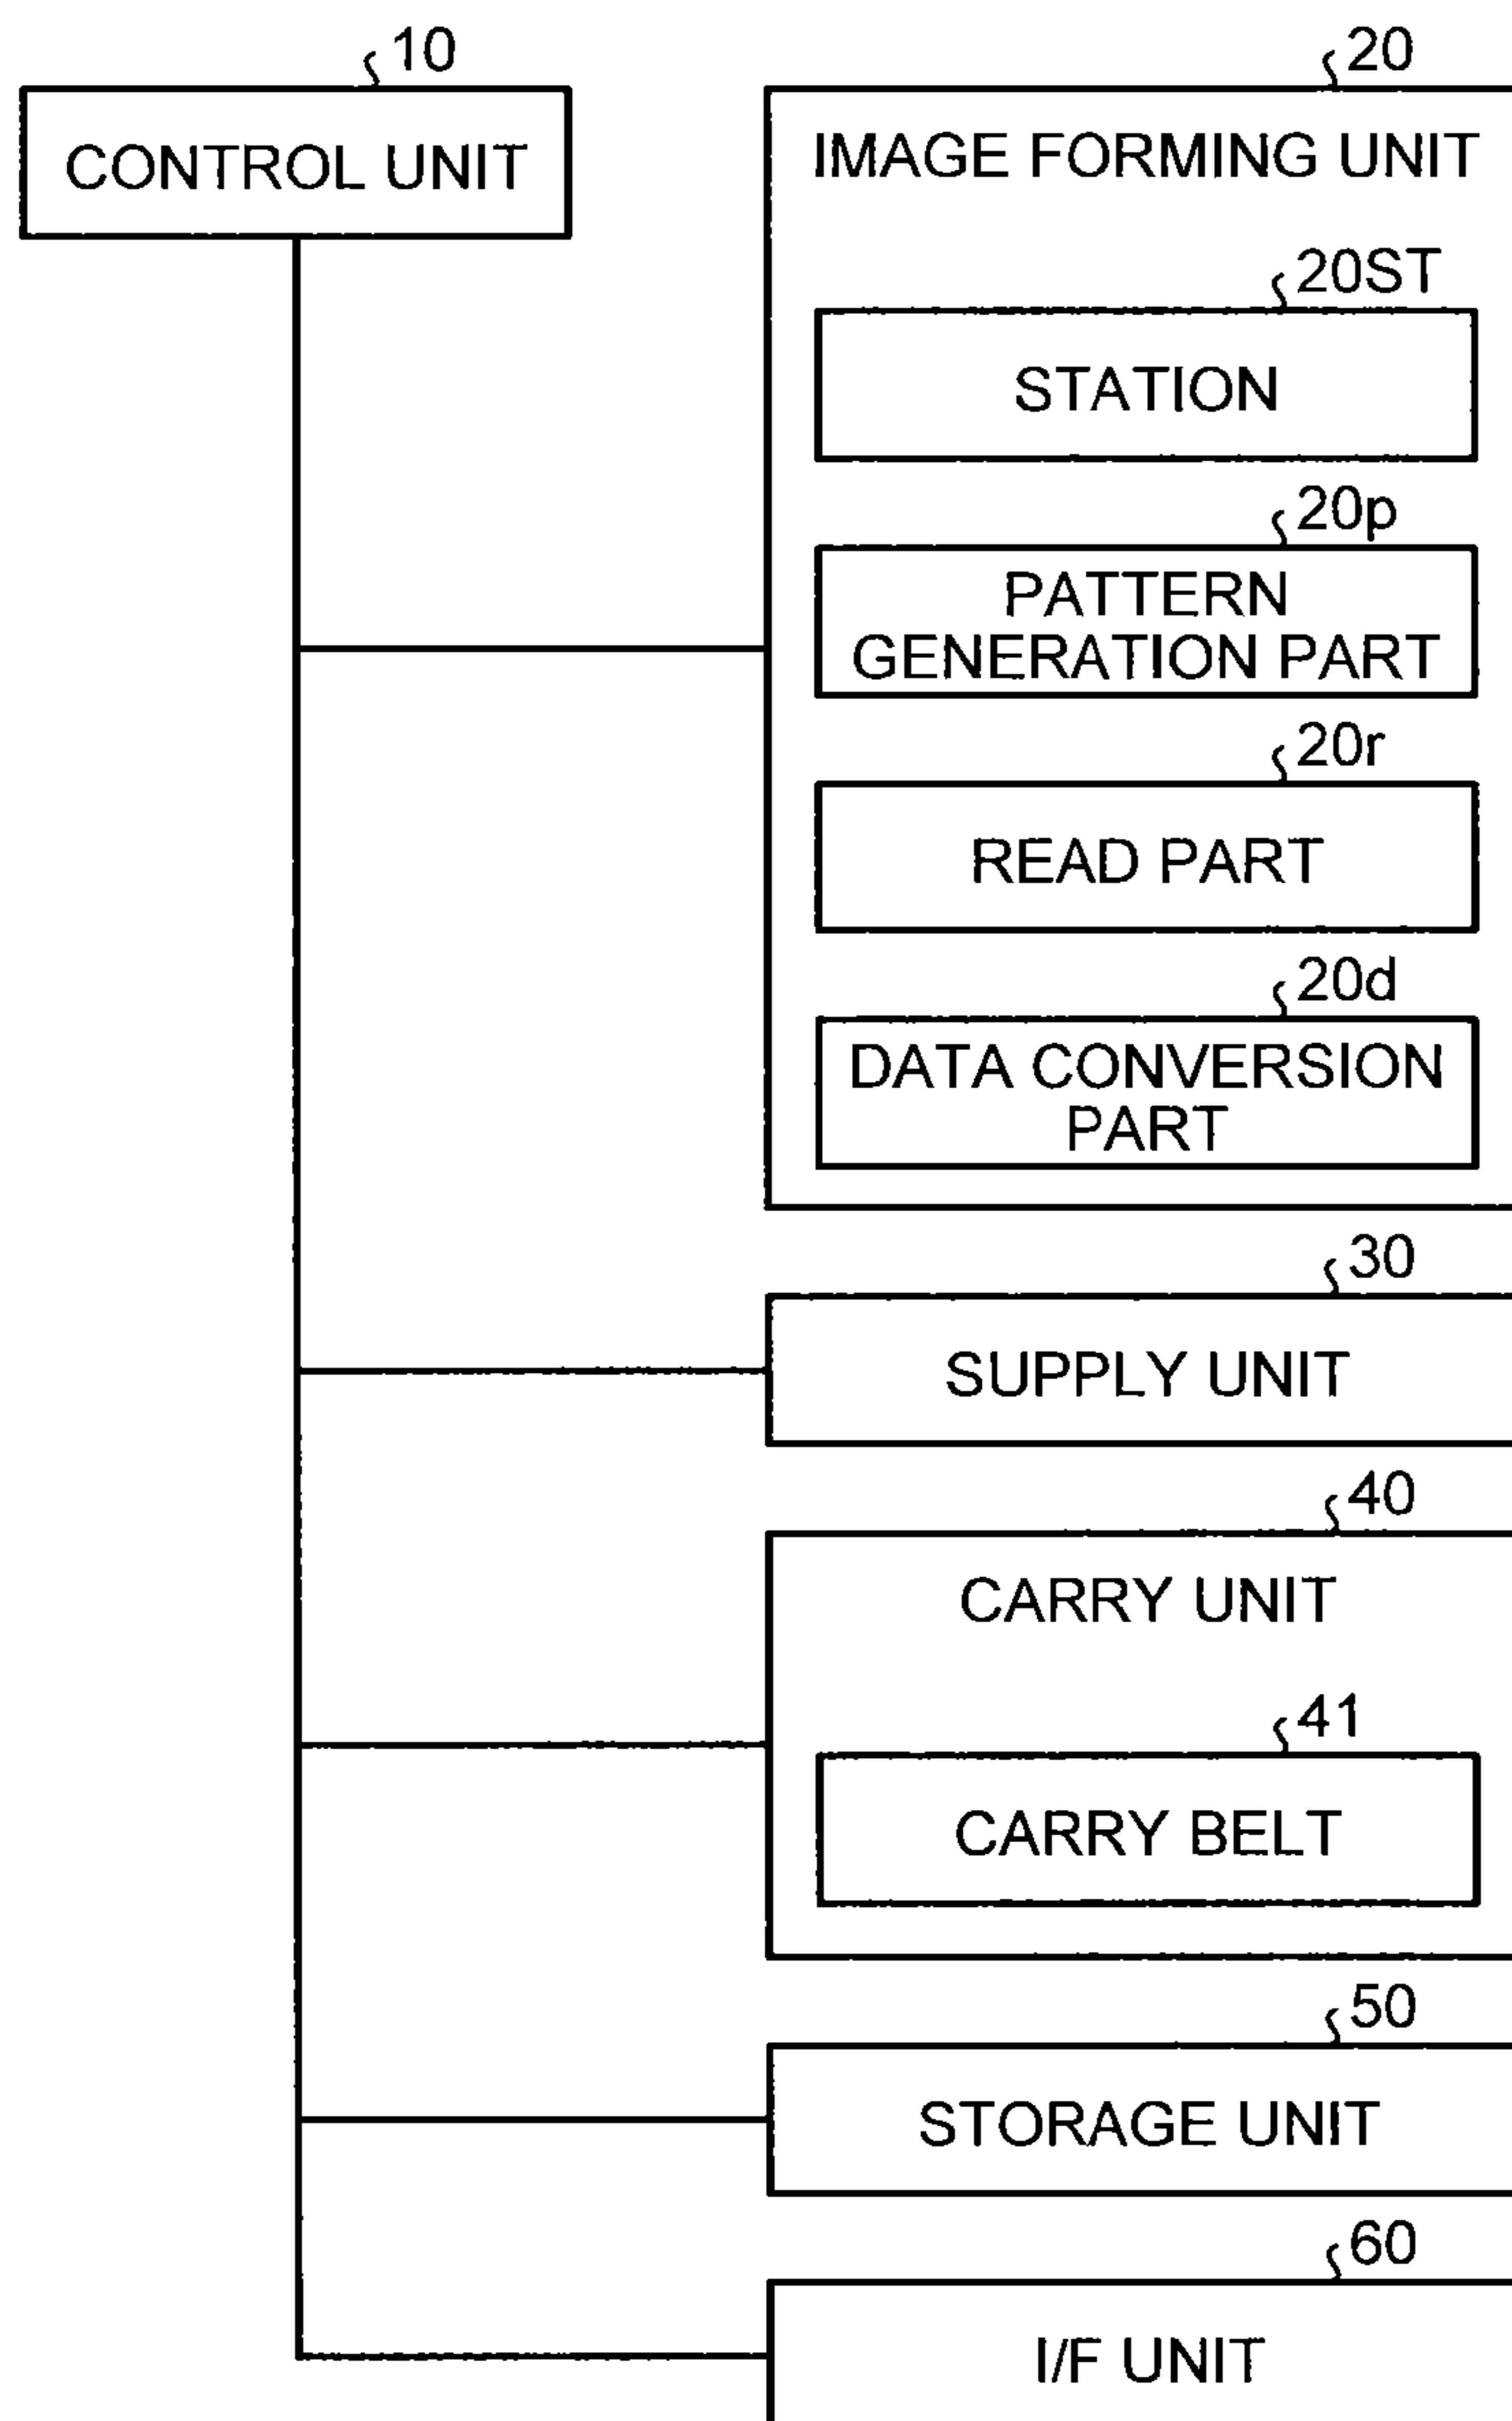 10
CONTROL UNIT
20
IMAGE FORMING UNIT
20ST
STATION
20p
PATTERN
GENERATION PART
20r
READ PART
20d
DATA CONVERSION
PART
30
SUPPLY UNIT
40
CARRY UNIT
41
CARRY BELT
50
STORAGE UNIT
60
I/F UNIT